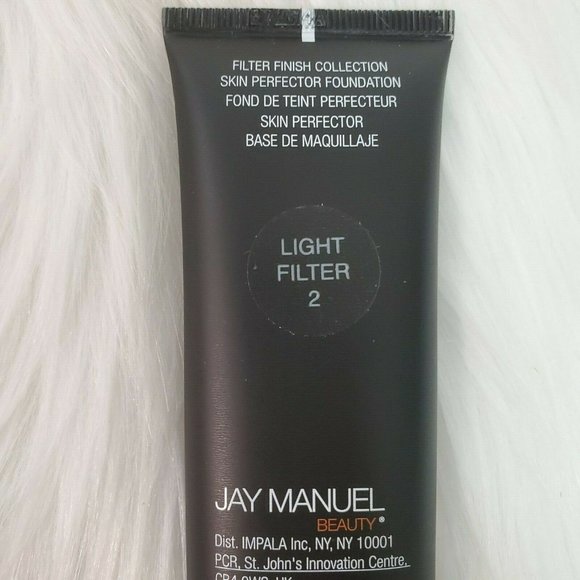 FILTER FINISH COLLECTION
SKIN PERFECTOR FOUNDATION
FOND DE TEINT PERFECTEUR
SKIN PERFECTOR
BASE DE MAQUILLAJE
LIGHT
FILTER
2
JAY MANUEL
BEAUTY®
Dist. IMPALA Inc, NY, NY 10001
PCR, St. John's Innovation Centre,